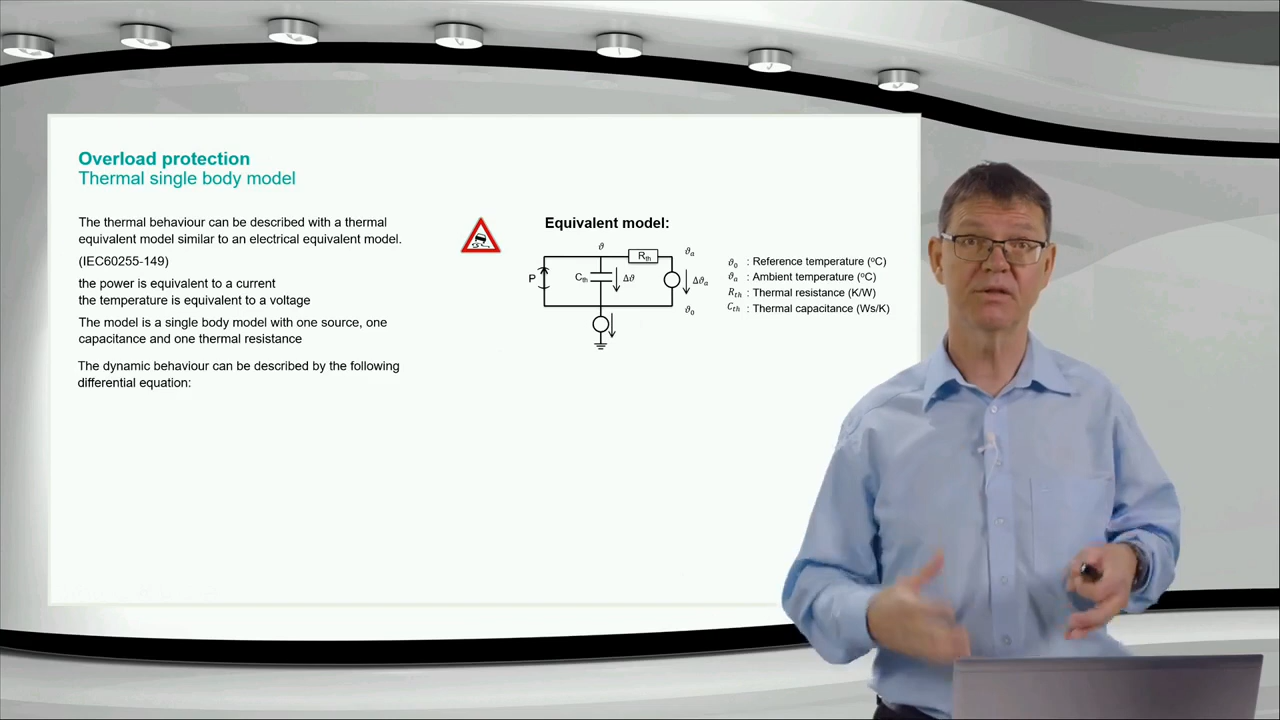 Overload protection
Thermal single body model
The thermal behaviour can be described with a thermal
equivalent model similar to an electrical equivalent model.
(IEC60255-149)
the power is equivalent to a current
the temperature is equivalent to a voltage
The model is a single body model with one source, one
capacitance and one thermal resistance
The dynamic behaviour can be described by the following
differential equation:
Equivalent model:
ϑ
Rth
ϑa
P
Cth
Δϑ
Δϑa
ϑ0
ϑ0 : Reference temperature (ºC)
ϑa : Ambient temperature (ºC)
Rth : Thermal resistance (K/W)
Cth : Thermal capacitance (Ws/K)